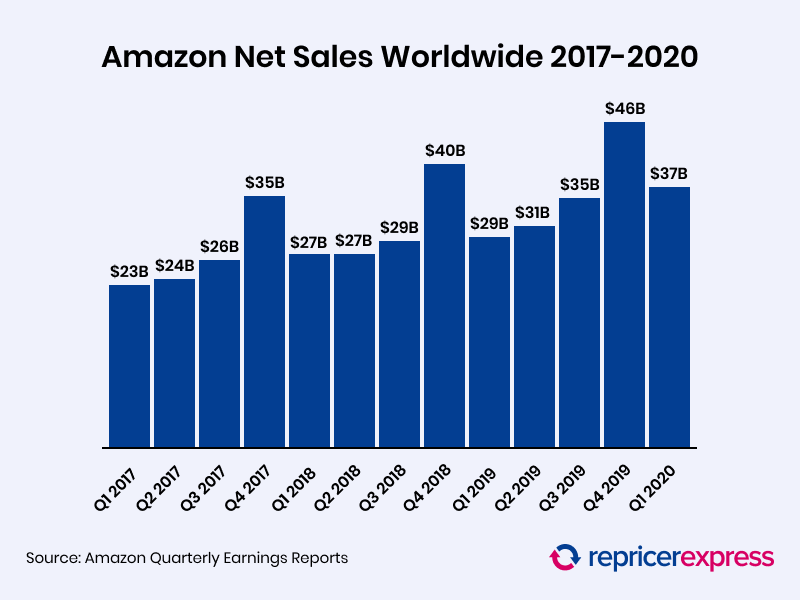 Amazon Net Sales Worldwide 2017-2020
$23B
$24B
$26B
$35B
$27B
$27B
$29B
$40B
$29B
$31B
$35B
$46B
$37B
Q1 2017
Q2 2017
Q3 2017
Q4 2017
Q1 2018
Q2 2018
Q3 2018
Q4 2018
Q1 2019
Q2 2019
Q3 2019
Q4 2019
Q1 2020
Source: Amazon Quarterly Earnings Reports
repricerexpress